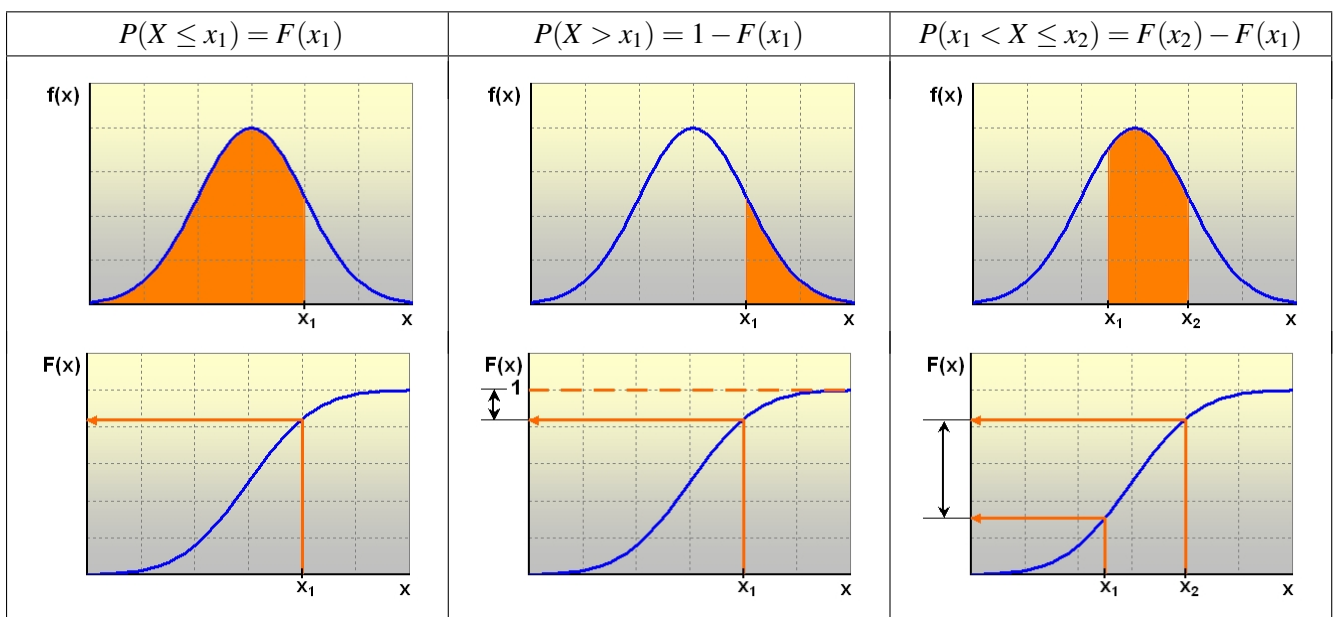 P(X ≤ x₁) = F(x₁)
P(X > x₁) = 1 − F(x₁)
P(x₁ < X ≤ x₂) = F(x₂) − F(x₁)
f(x)
x₁
x
f(x)
x₁
x
f(x)
x₁
x₂
x
F(x)
x₁
x
F(x)
1
x₁
x
F(x)
x₁
x₂
x